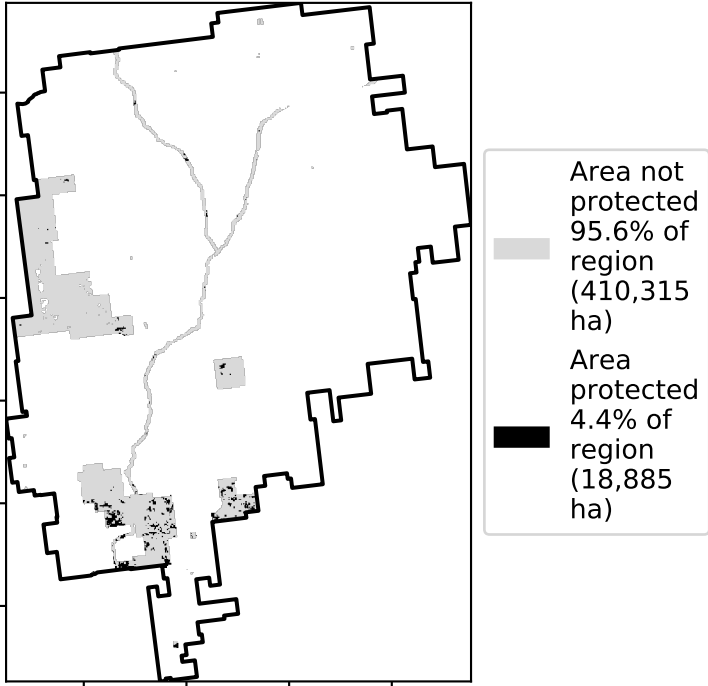 Area not
protected
95.6% of
region
(410,315
ha)
Area
protected
4.4% of
region
(18,885
ha)